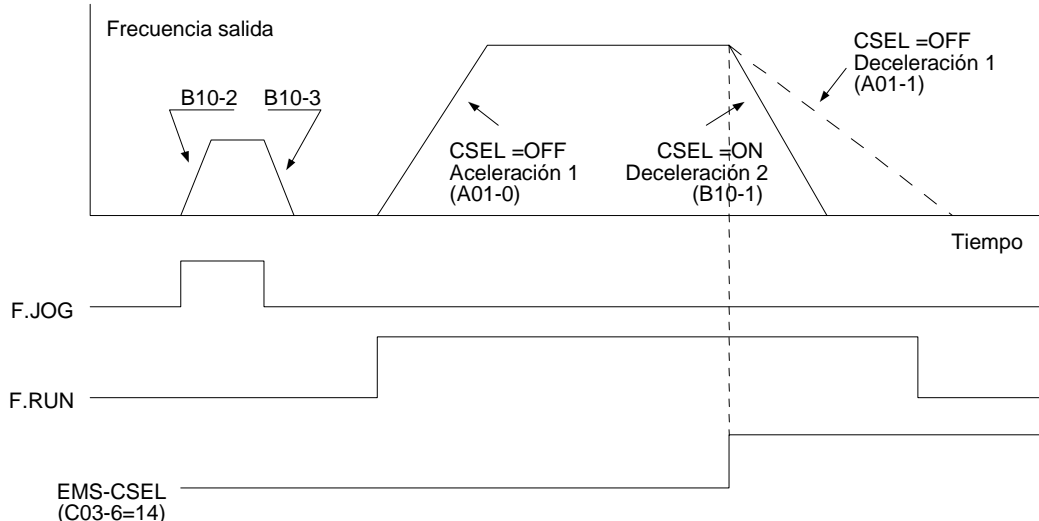 Frecuencia salida
B10-2
B10-3
CSEL =OFF
Aceleración 1
(A01-0)
CSEL =ON
Deceleración 2
(B10-1)
CSEL =OFF
Deceleración 1
(A01-1)
Tiempo
F.JOG
F.RUN
EMS-CSEL
(C03-6=14)